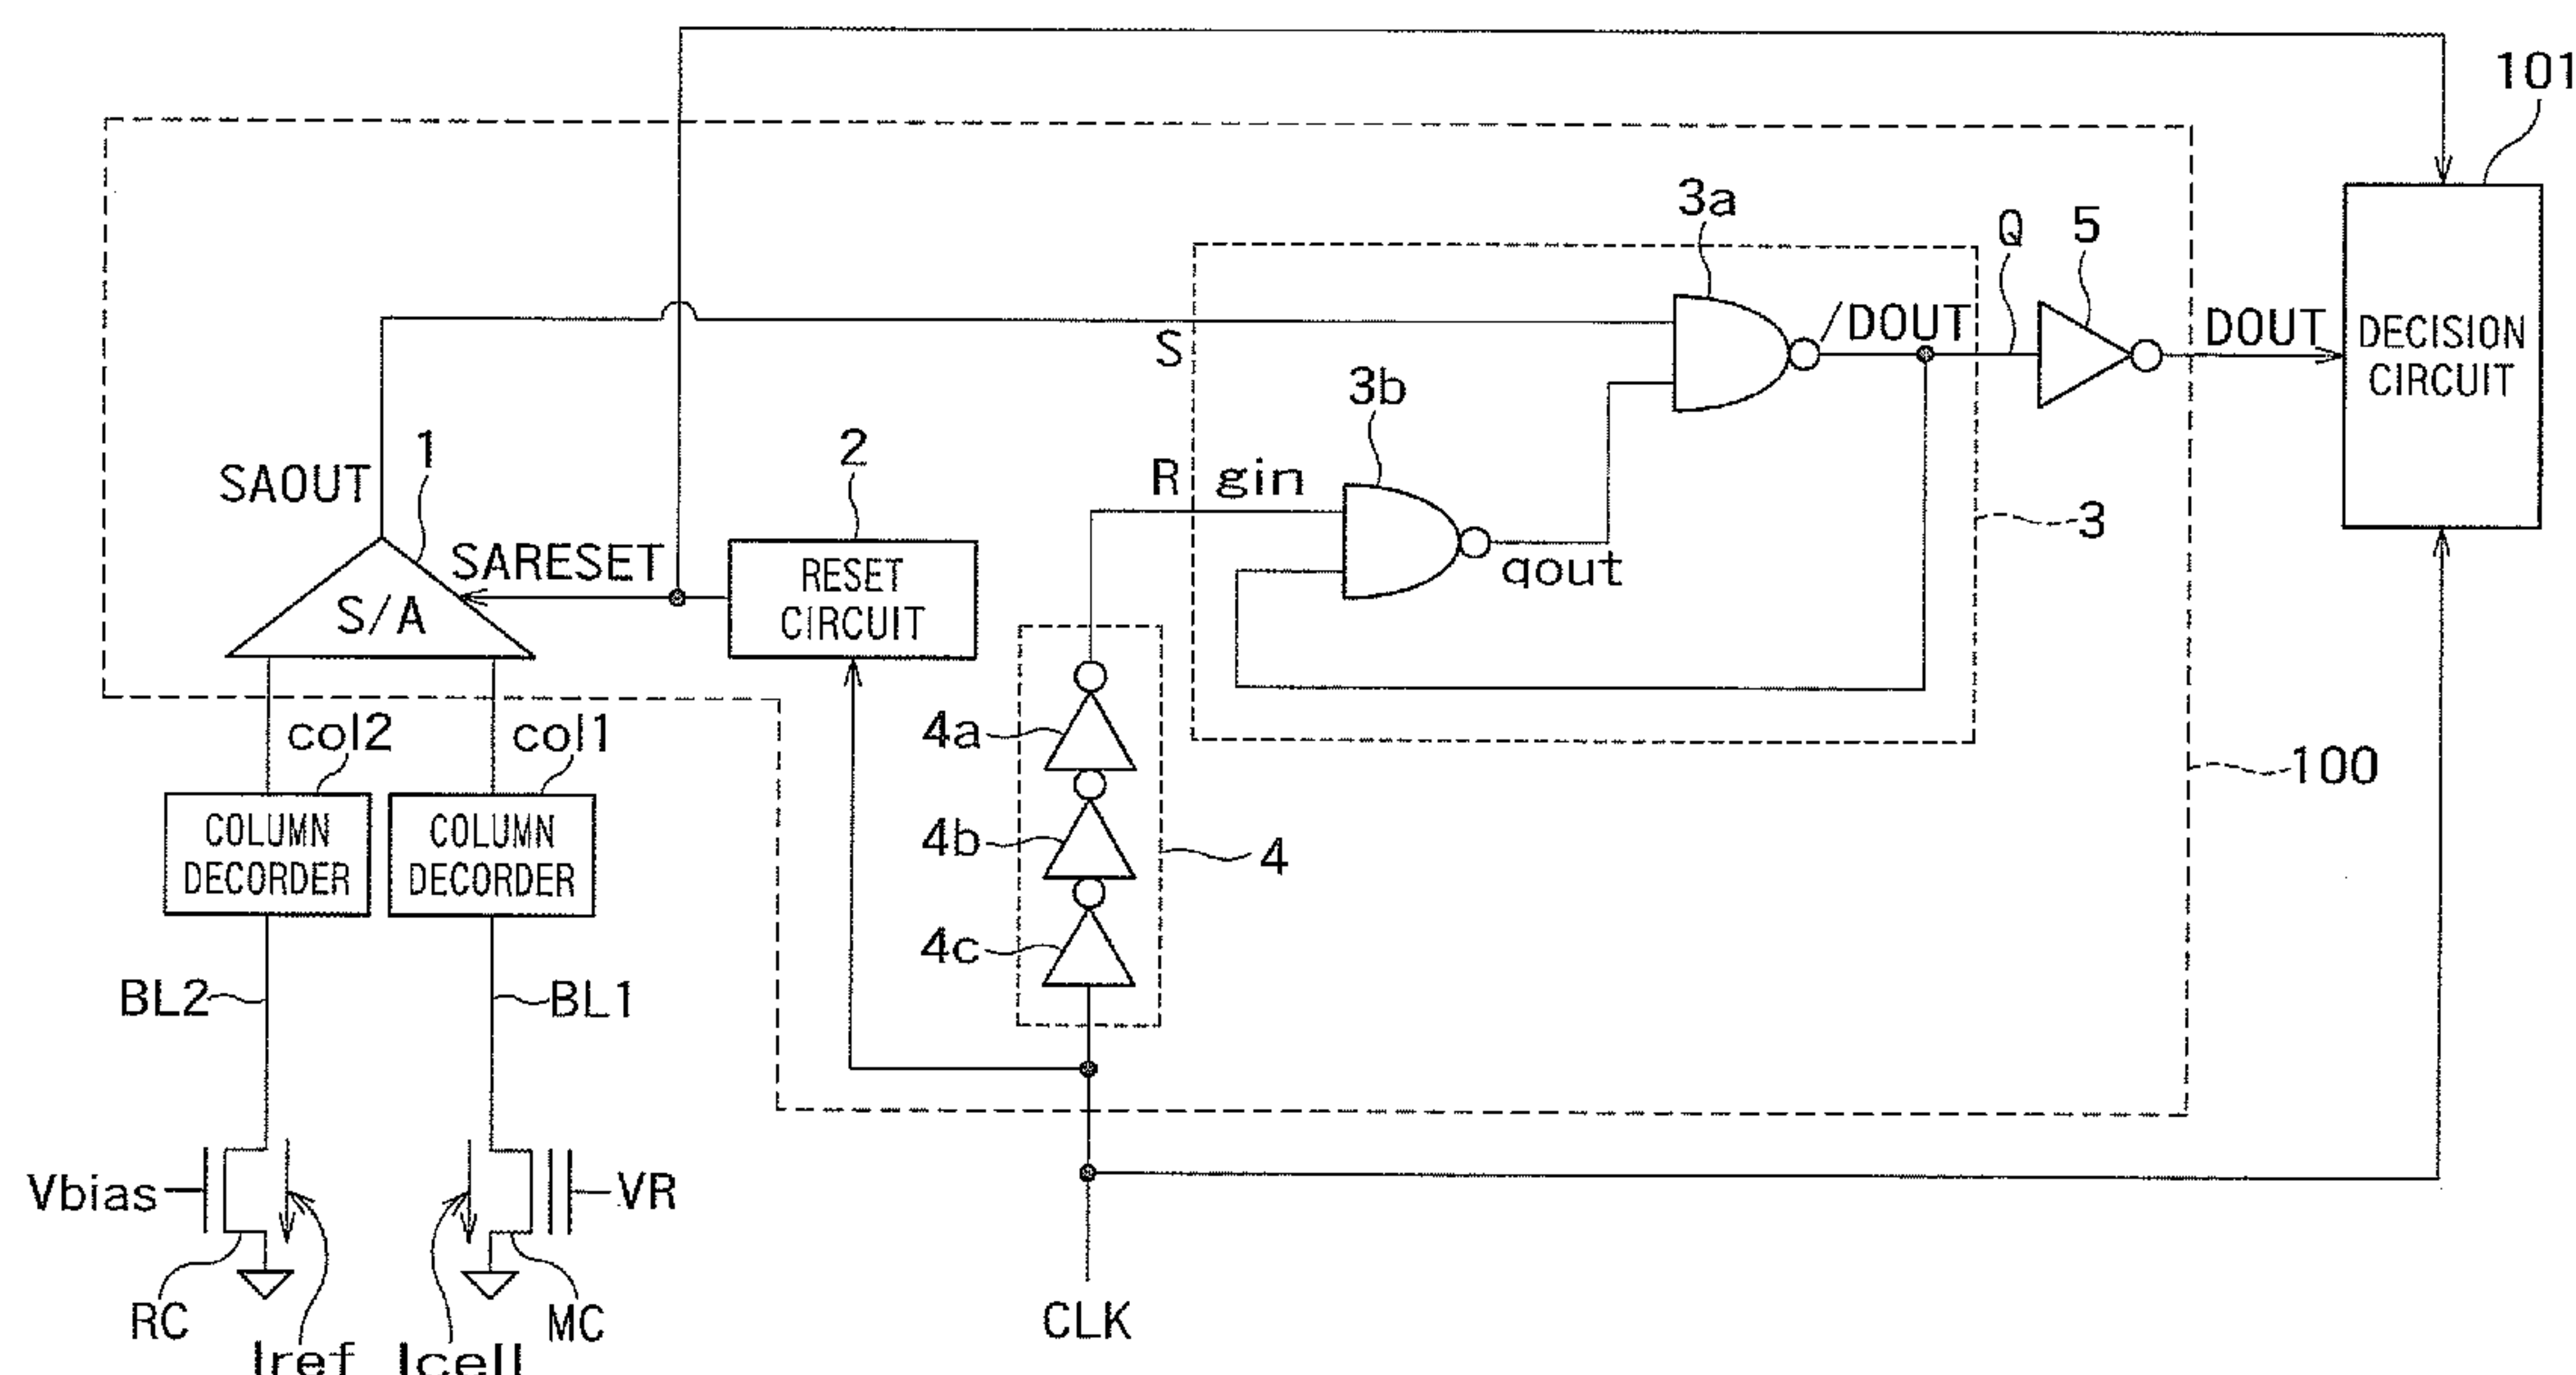 101
3a
Q
5
/DOUT
DOUT
DECISION
CIRCUIT
S
3b
1
2
SAOUT
R
gin
3
SARESET
RESET
CIRCUIT
qout
S/A
col2
col1
4a
100
COLUMN
DECORDER
COLUMN
DECORDER
4b
4
4c
BL2
BL1
Vbias
VR
RC
MC
CLK
Iref
Icell